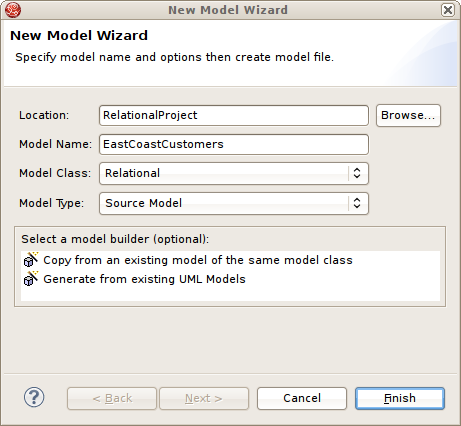 New Model Wizard
New Model Wizard
Specify model name and options then create model file.
Location: RelationalProject Browse...
Model Name: EastCoastCustomers
Model Class: Relational
Model Type: Source Model
Select a model builder (optional):
Copy from an existing model of the same model class
Generate from existing UML Models
? < Back Next > Cancel Finish